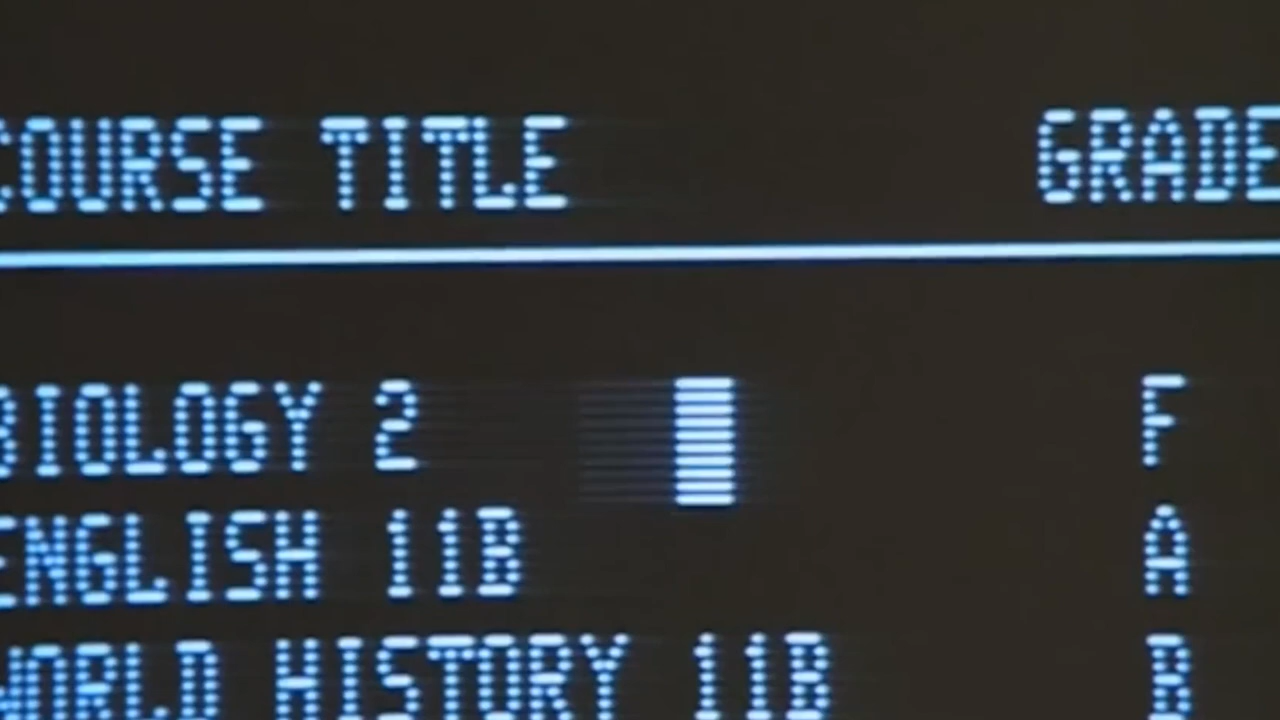 COURSE TITLE GRADE
BIOLOGY 2 F
ENGLISH 11B A
WORLD HISTORY 11B B